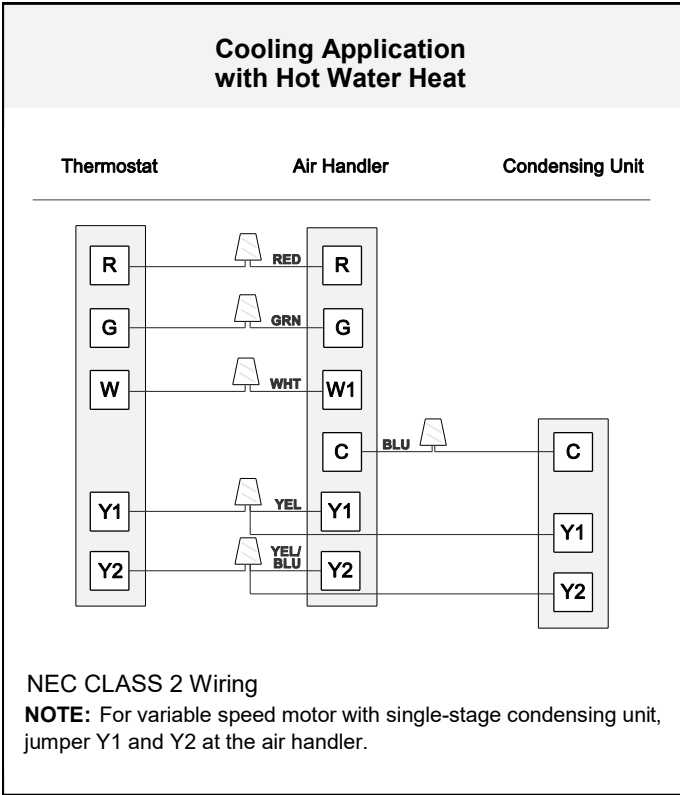 Cooling Application
with Hot Water Heat
Thermostat Air Handler Condensing Unit
R RED R
G GRN G
W WHT W1
C BLU C
Y1 YEL Y1
Y1
Y2 YEL/
BLU Y2
Y2
NEC CLASS 2 Wiring
NOTE: For variable speed motor with single-stage condensing unit,
jumper Y1 and Y2 at the air handler.